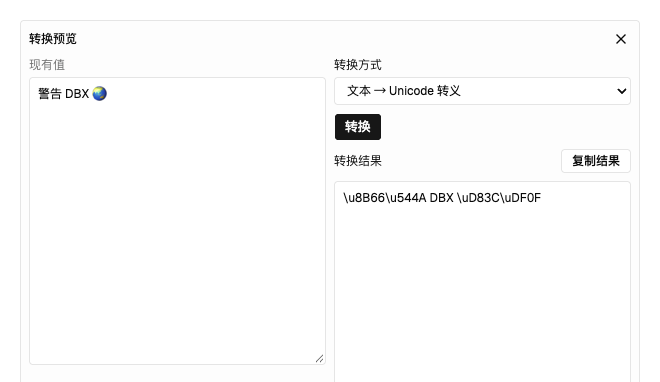 转换预览
现有值
警告 DBX 🌏
转换方式
文本 → Unicode 转义
转换
转换结果
复制结果
\u8B66\u544A DBX \uD83C\uDF0F